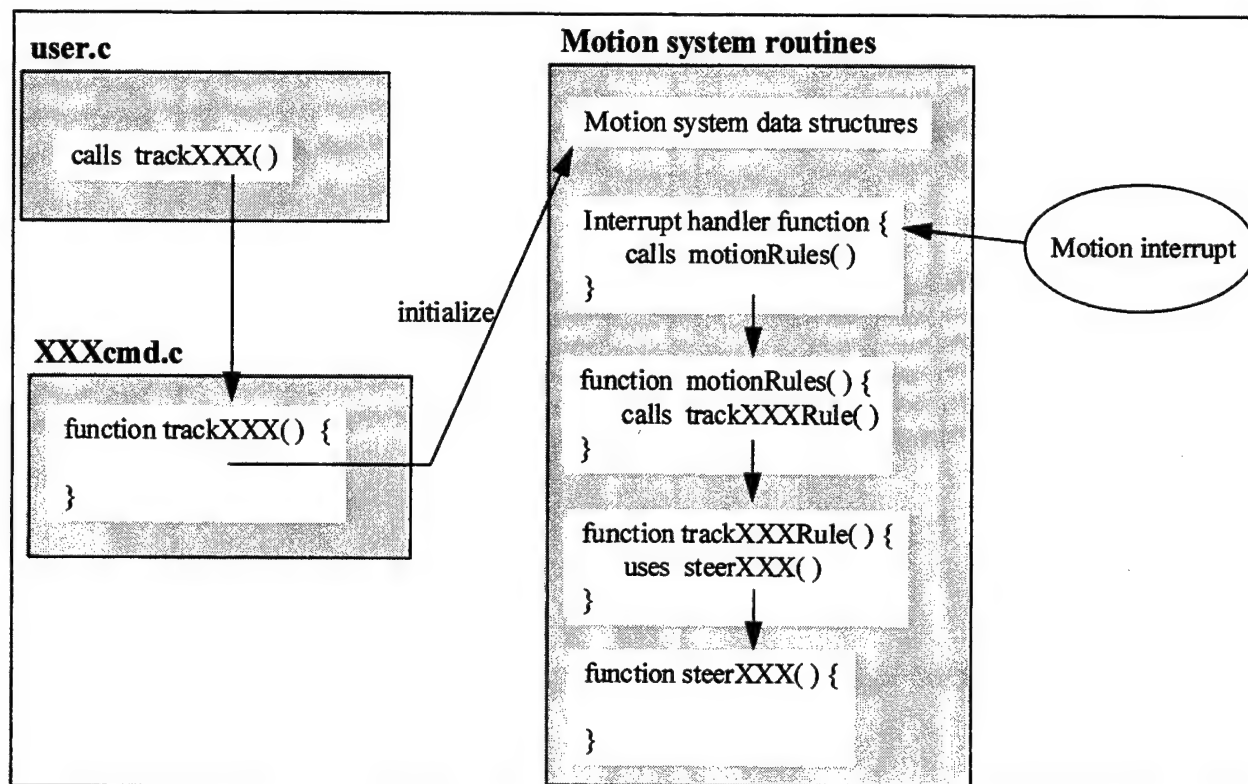 user.c
calls trackXXX( )
XXXcmd.c
function trackXXX( ) {
}
initialize
Motion system routines
Motion system data structures
Interrupt handler function {
calls motionRules( )
}
function motionRules( ) {
calls trackXXXRule( )
}
function trackXXXRule( ) {
uses steerXXX( )
}
function steerXXX( ) {
}
Motion interrupt